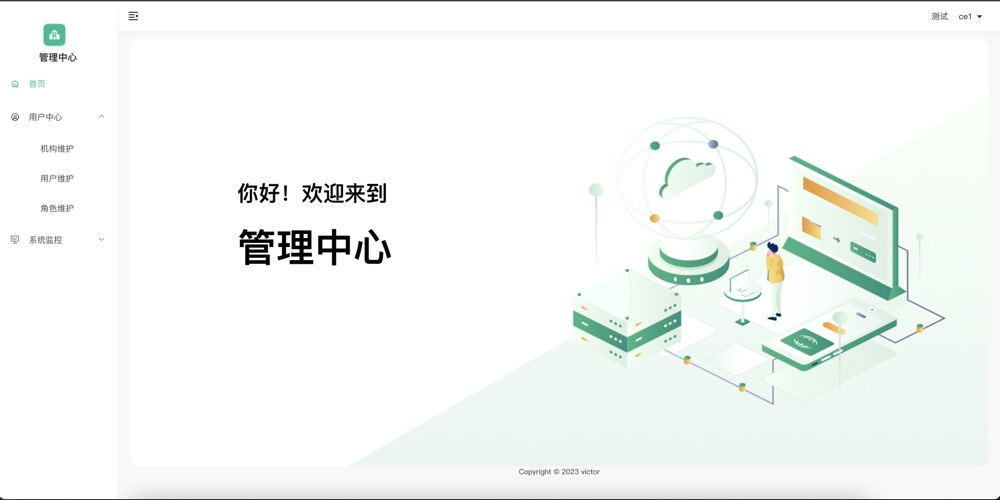 管理中心
首页
用户中心
机构维护
用户维护
角色维护
系统监控
测试 ce1
你好！欢迎来到
管理中心
Copyright © 2023 victor